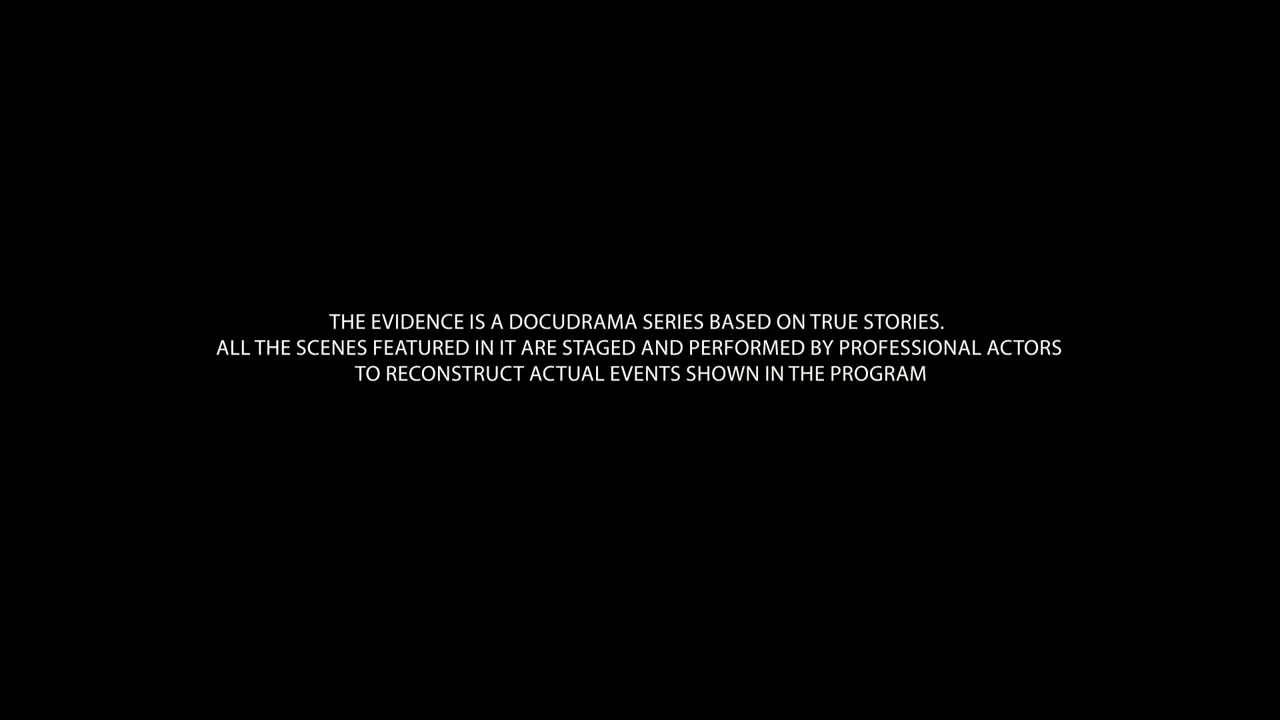 THE EVIDENCE IS A DOCUDRAMA SERIES BASED ON TRUE STORIES.
ALL THE SCENES FEATURED IN IT ARE STAGED AND PERFORMED BY PROFESSIONAL ACTORS
TO RECONSTRUCT ACTUAL EVENTS SHOWN IN THE PROGRAM